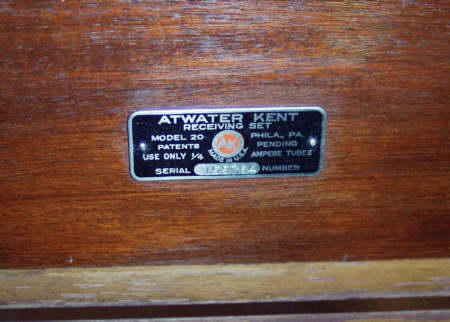 ATWATER KENT
RECEIVING SET
MODEL 20 PHILA., PA.
PATENTS AK PENDING
MADE IN U.S.A.
USE ONLY 1/4 AMPERE TUBES
SERIAL NUMBER